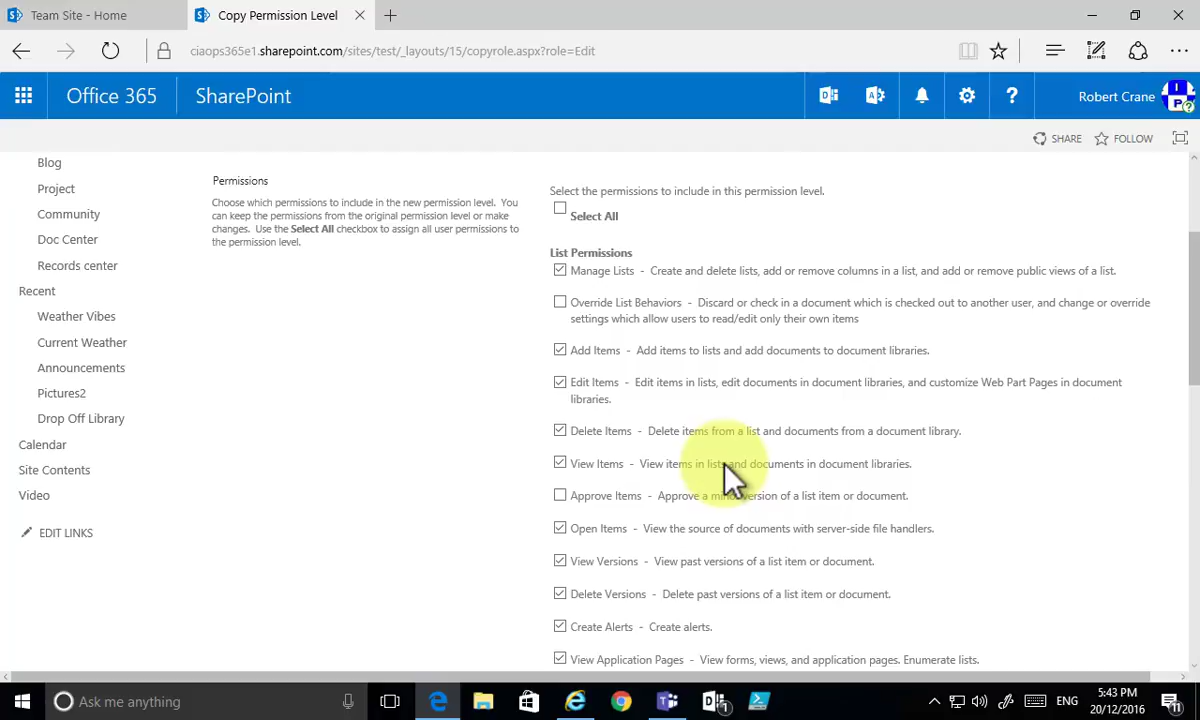 Team Site - Home
Copy Permission Level
ciaops365e1.sharepoint.com/sites/test/_layouts/15/copyrole.aspx?role=Edit
Office 365
SharePoint
Robert Crane
SHARE
FOLLOW
Blog
Project
Community
Doc Center
Records center
Recent
Weather Vibes
Current Weather
Announcements
Pictures2
Drop Off Library
Calendar
Site Contents
Video
EDIT LINKS
Permissions
Choose which permissions to include in the new permission level. You
can keep the permissions from the original permission level or make
changes. Use the Select All checkbox to assign all user permissions to
the permission level.
Select the permissions to include in this permission level.
Select All
List Permissions
Manage Lists - Create and delete lists, add or remove columns in a list, and add or remove public views of a list.
Override List Behaviors - Discard or check in a document which is checked out to another user, and change or override
settings which allow users to read/edit only their own items
Add Items - Add items to lists and add documents to document libraries.
Edit Items - Edit items in lists, edit documents in document libraries, and customize Web Part Pages in document
libraries.
Delete Items - Delete items from a list and documents from a document library.
View Items - View items in lists and documents in document libraries.
Approve Items - Approve a minor version of a list item or document.
Open Items - View the source of documents with server-side file handlers.
View Versions - View past versions of a list item or document.
Delete Versions - Delete past versions of a list item or document.
Create Alerts - Create alerts.
View Application Pages - View forms, views, and application pages. Enumerate lists.
Ask me anything
ENG
5:43 PM
20/12/2016